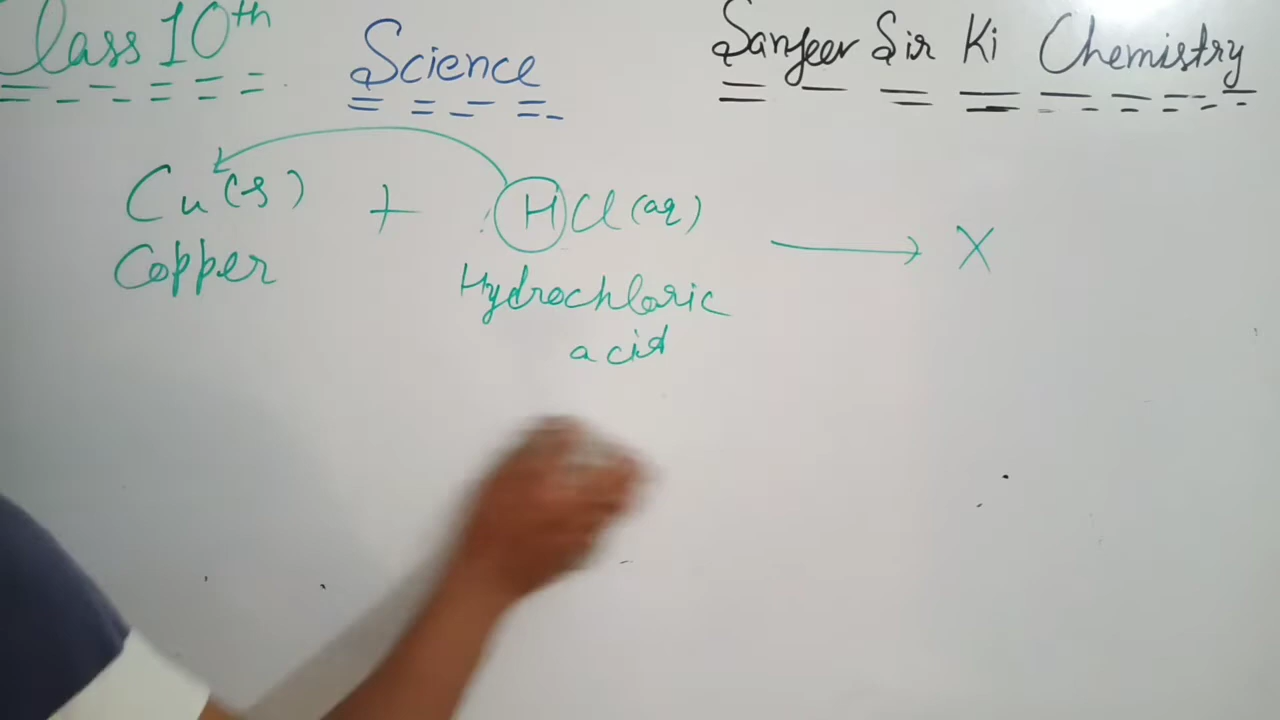 Class 10th Science Sanjeev Sir Ki Chemistry
Cu(s) + HCl(aq) → X
Copper Hydrochloric
acid